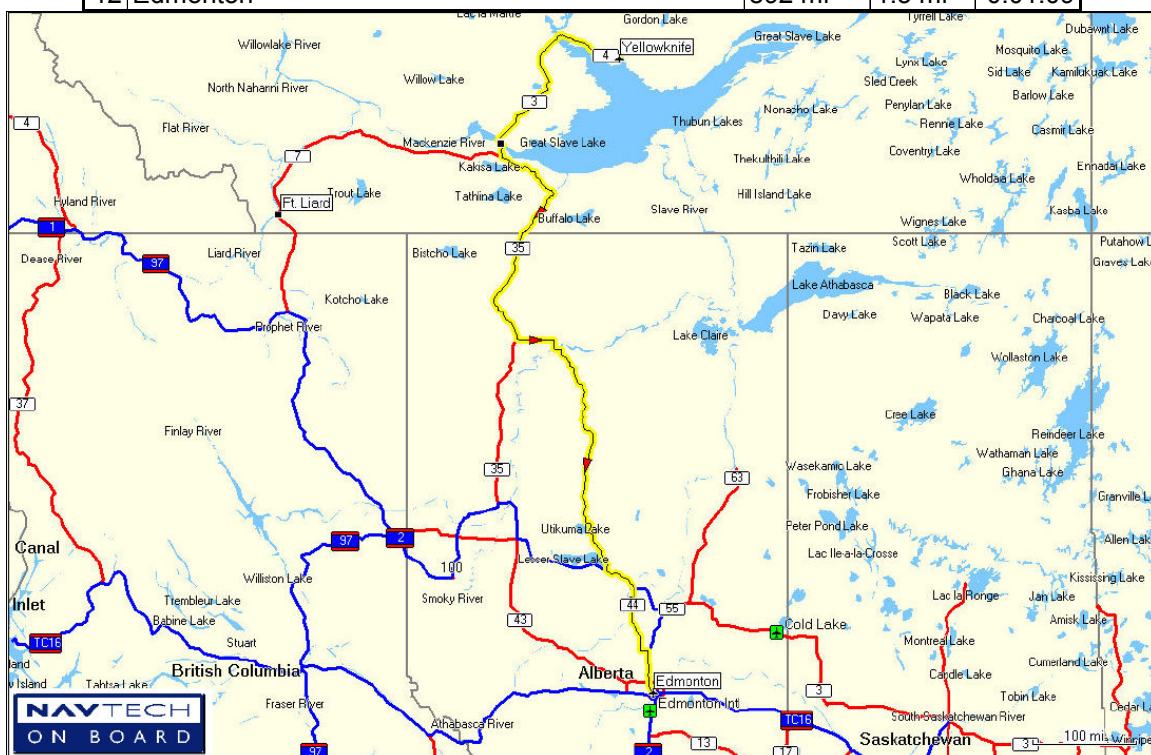 Edmonton
Lac la Martre
Gordon Lake
Tyrrell Lake
Dubawnt Lake
Willowlake River
4
Yellowknife
Great Slave Lake
Mosquito Lake
Willow Lake
Lynx Lake
Sid Lake
Kamilukuak Lake
North Nahanni River
Sled Creek
3
Nonacho Lake
Penylan Lake
Barlow Lake
4
Flat River
Thubun Lakes
Rennie Lake
Casmir Lake
7
Mackenzie River
Great Slave Lake
Coventry Lake
Kakisa Lake
Thekulthili Lake
Ennadai Lake
Trout Lake
Tathlina Lake
Hill Island Lake
Wholdaia Lake
Hyland River
Ft. Liard
Slave River
Kasba Lake
Buffalo Lake
Wignes Lake
1
35
Scott Lake
Putahow L
Dease River
97
Liard River
Bistcho Lake
Tazin Lake
Graves Lake
Lake Athabasca
Black Lake
Kotcho Lake
Davy Lake
Wapata Lake
Charcoal Lake
Prophet River
Lake Claire
Wollaston Lake
37
Cree Lake
Finlay River
Reindeer Lake
Wathaman Lake
Ghana Lake
35
63
Wasekamic Lake
Frobisher Lake
Granville L
Utikuma Lake
Peter Pond Lake
97
2
Allen Lak
Canal
Lesser Slave Lake
Lac Ile-a-la-Crosse
100
Williston Lake
Kississing Lake
Smoky River
Lac la Ronge
Jan Lake
Inlet
Trembleur Lake
44
55
Babine Lake
43
Cold Lake
Amisk Lake
TC16
Stuart
Montreal Lake
land
British Columbia
Alberta
Cumerland Lake
Candle Lake
Island
Tahtsa Lake
Edmonton
3
Tobin Lake
NAVTECH
Fraser River
Edmonton Intl
Cedar La
ON BOARD
Athabasca River
TC16
South Saskatchewan River
Saskatchewan
100 mi
97
2
13
17
3
Winnipe